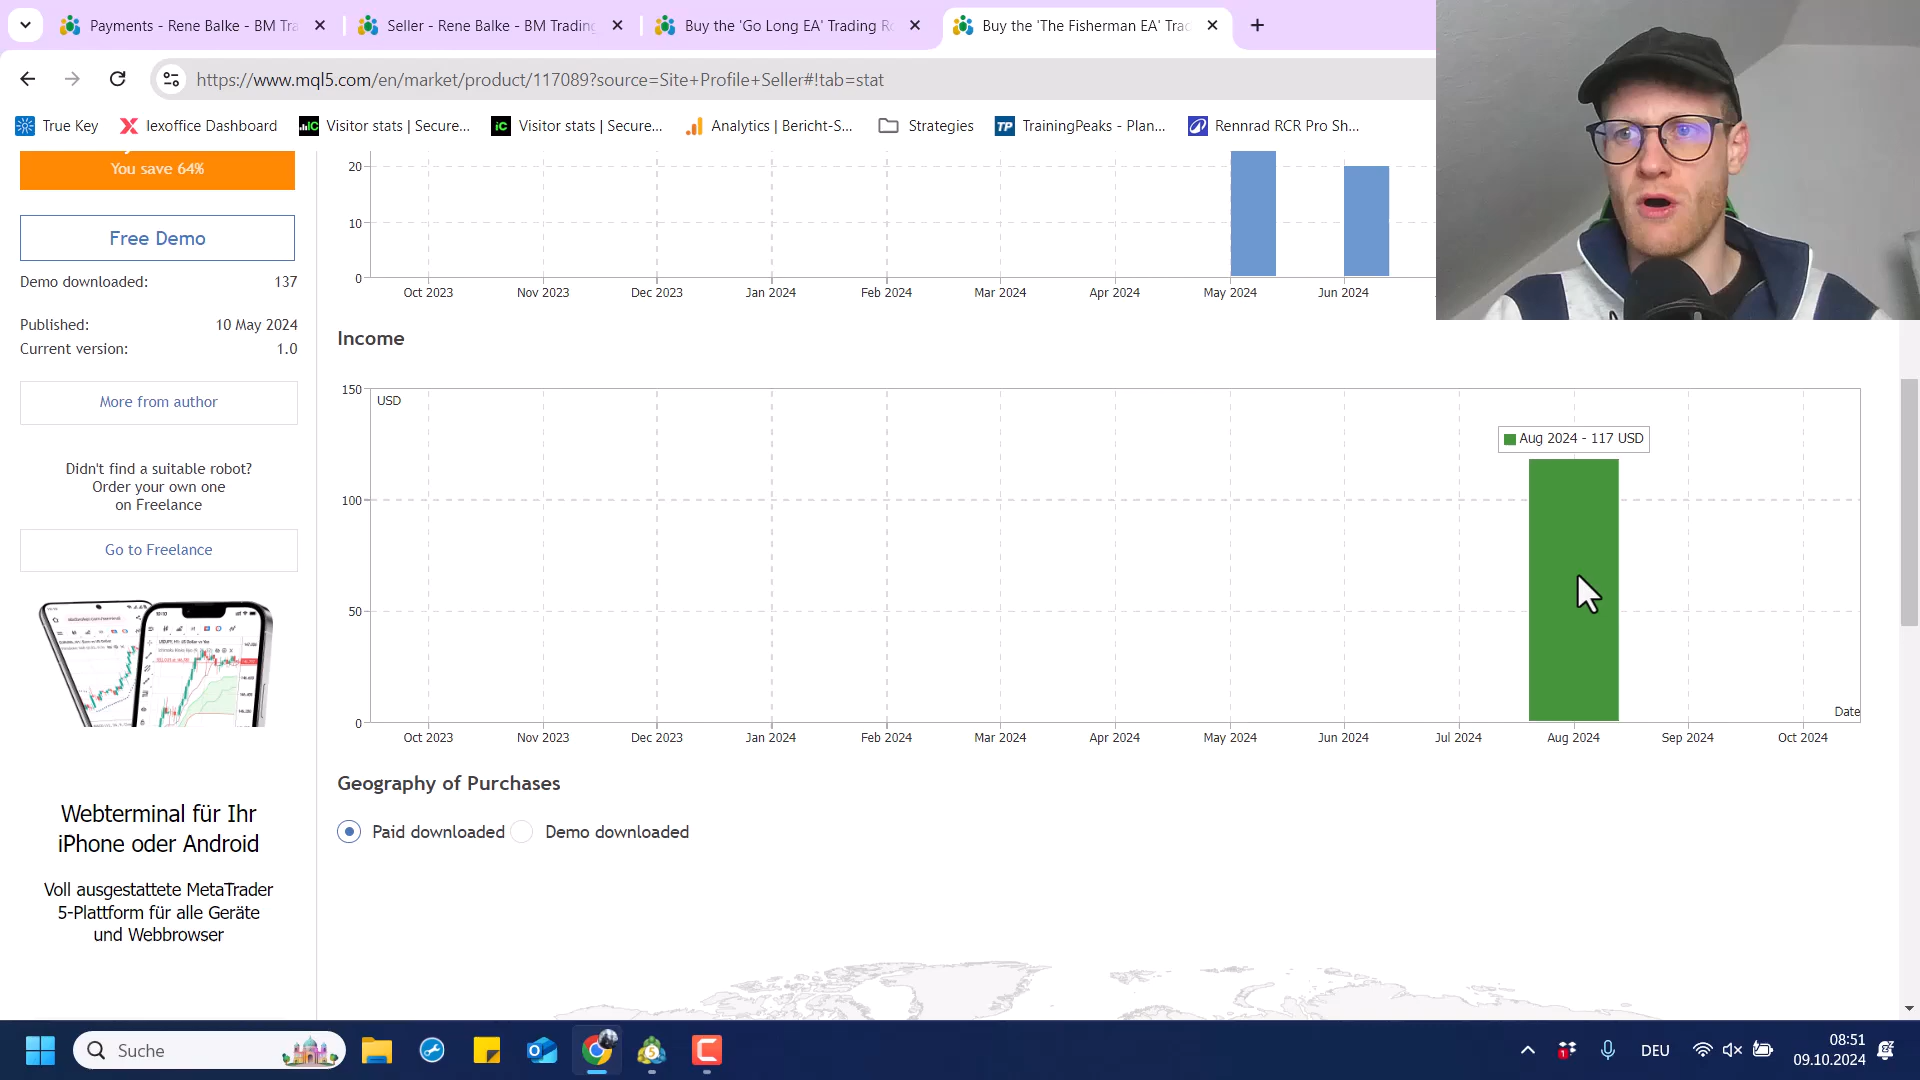 Payments - Rene Balke - BM Tra
Seller - Rene Balke - BM Trading
Buy the 'Go Long EA' Trading Ro
Buy the 'The Fisherman EA' Trad
https://www.mql5.com/en/market/product/117089?source=Site+Profile+Seller#!tab=stat
True Key
lexoffice Dashboard
Visitor stats | Secure...
Visitor stats | Secure...
Analytics | Bericht-S...
Strategies
TrainingPeaks - Plan...
Rennrad RCR Pro Sh...
You save 64%
Free Demo
Demo downloaded: 137
Published: 10 May 2024
Current version: 1.0
More from author
Didn't find a suitable robot?
Order your own one
on Freelance
Go to Freelance
Webterminal für Ihr
iPhone oder Android
Voll ausgestattete MetaTrader
5-Plattform für alle Geräte
und Webbrowser
20
10
0
Oct 2023 Nov 2023 Dec 2023 Jan 2024 Feb 2024 Mar 2024 Apr 2024 May 2024 Jun 2024
Income
150
USD
Aug 2024 - 117 USD
100
50
Date
0
Oct 2023 Nov 2023 Dec 2023 Jan 2024 Feb 2024 Mar 2024 Apr 2024 May 2024 Jun 2024 Jul 2024 Aug 2024 Sep 2024 Oct 2024
Geography of Purchases
Paid downloaded Demo downloaded
Suche
DEU
08:51
09.10.2024